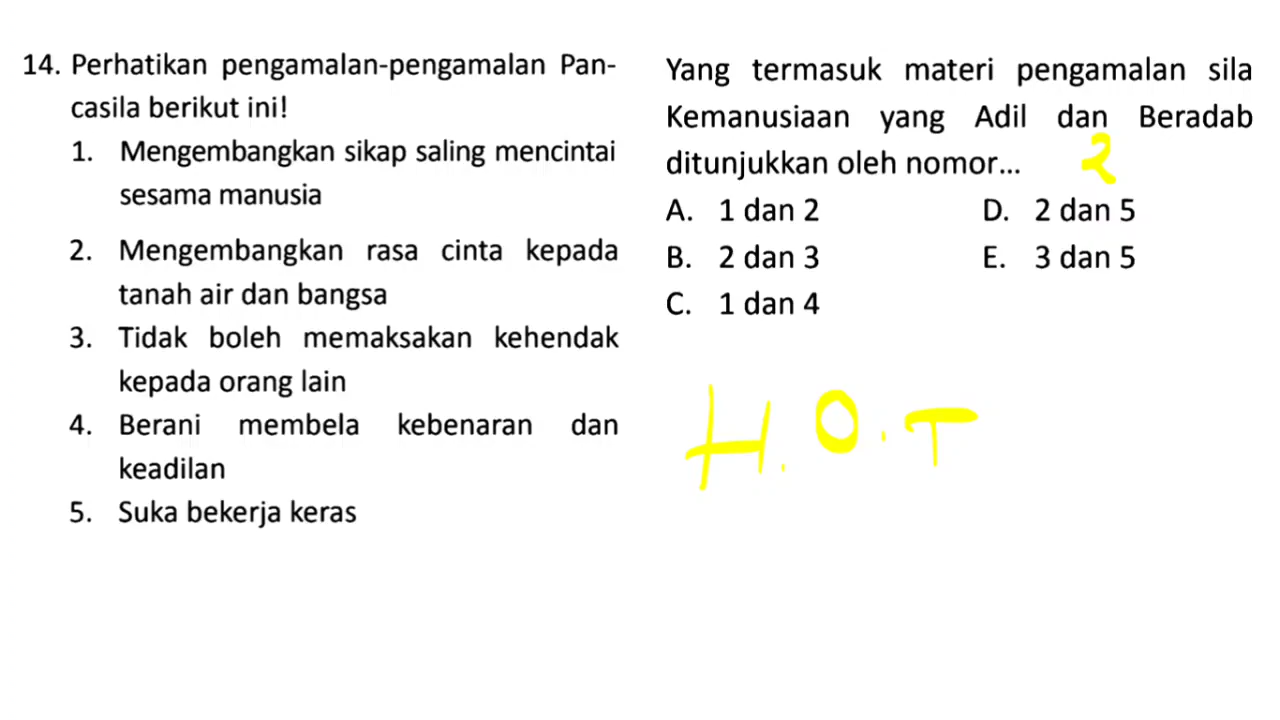 14. Perhatikan pengamalan-pengamalan Pan-
casila berikut ini!
1. Mengembangkan sikap saling mencintai
sesama manusia
2. Mengembangkan rasa cinta kepada
tanah air dan bangsa
3. Tidak boleh memaksakan kehendak
kepada orang lain
4. Berani membela kebenaran dan
keadilan
5. Suka bekerja keras
Yang termasuk materi pengamalan sila
Kemanusiaan yang Adil dan Beradab
ditunjukkan oleh nomor... 2
A. 1 dan 2 D. 2 dan 5
B. 2 dan 3 E. 3 dan 5
C. 1 dan 4
H.O.T